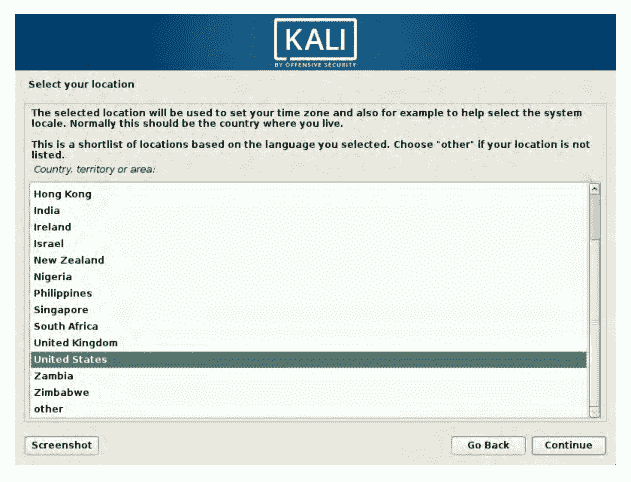 KALI
BY OFFENSIVE SECURITY
Select your location
The selected location will be used to set your time zone and also for example to help select the system
locale. Normally this should be the country where you live.
This is a shortlist of locations based on the language you selected. Choose "other" if your location is not
listed.
Country, territory or area:
Hong Kong
India
Ireland
Israel
New Zealand
Nigeria
Philippines
Singapore
South Africa
United Kingdom
United States
Zambia
Zimbabwe
other
Screenshot
Go Back
Continue